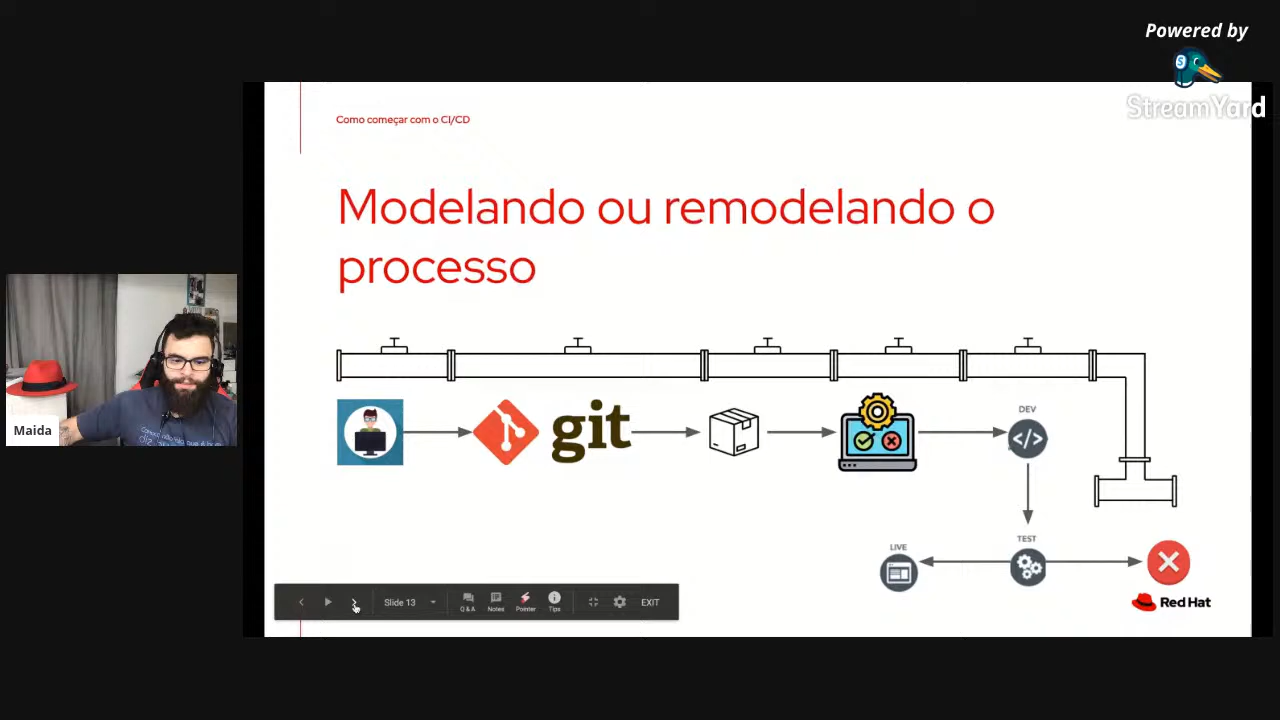 Powered by
StreamYard
Como começar com o CI/CD
Modelando ou remodelando o
processo
git
DEV
TEST
LIVE
Red Hat
Maida
Slide 13
Q & A
Notes
Pointer
Tips
EXIT